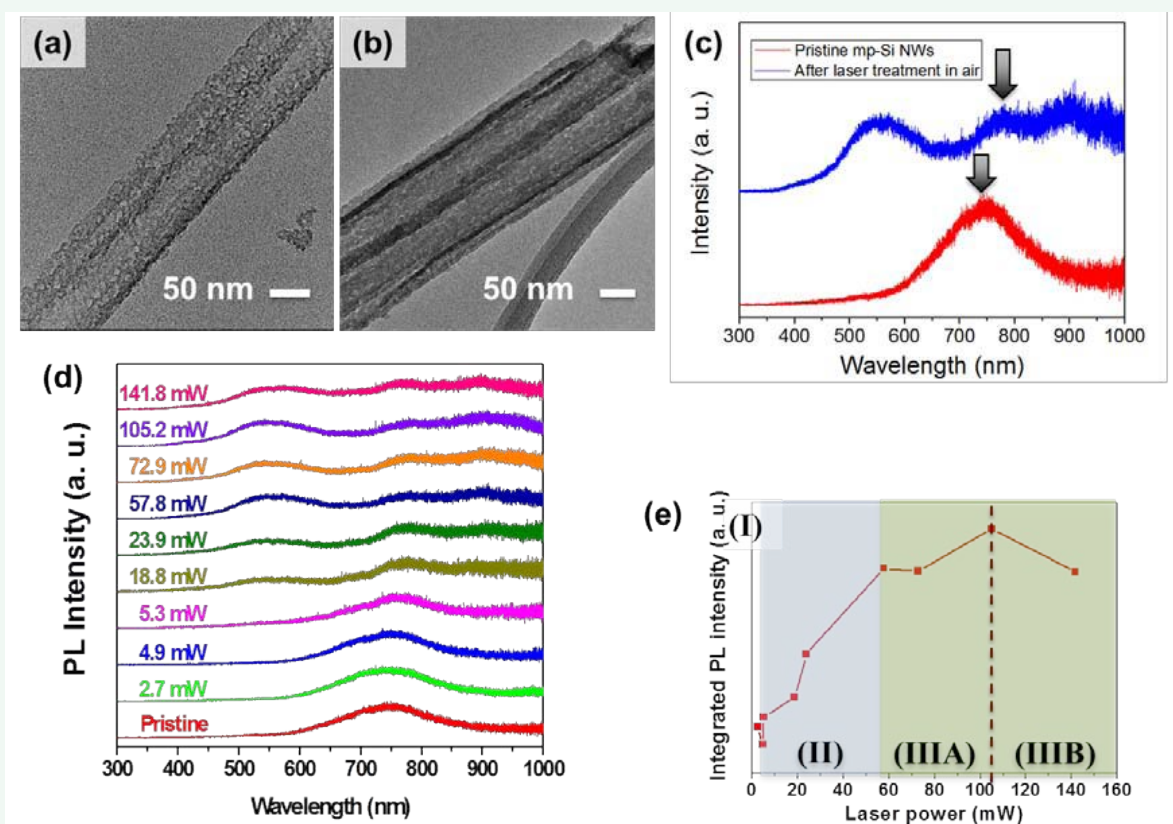 (a)
50 nm
(b)
50 nm
(c)
Pristine mp-Si NWs
After laser treatment in air
Intensity (a. u.)
300 400 500 600 700 800 900 1000
Wavelength (nm)
(d)
141.8 mW
105.2 mW
72.9 mW
57.8 mW
23.9 mW
18.8 mW
5.3 mW
4.9 mW
2.7 mW
Pristine
PL Intensity (a. u.)
300 400 500 600 700 800 900 1000
Wavelength (nm)
(e)
(I)
(II)
(IIIA)
(IIIB)
Integrated PL intensity (a. u.)
0 20 40 60 80 100 120 140 160
Laser power (mW)